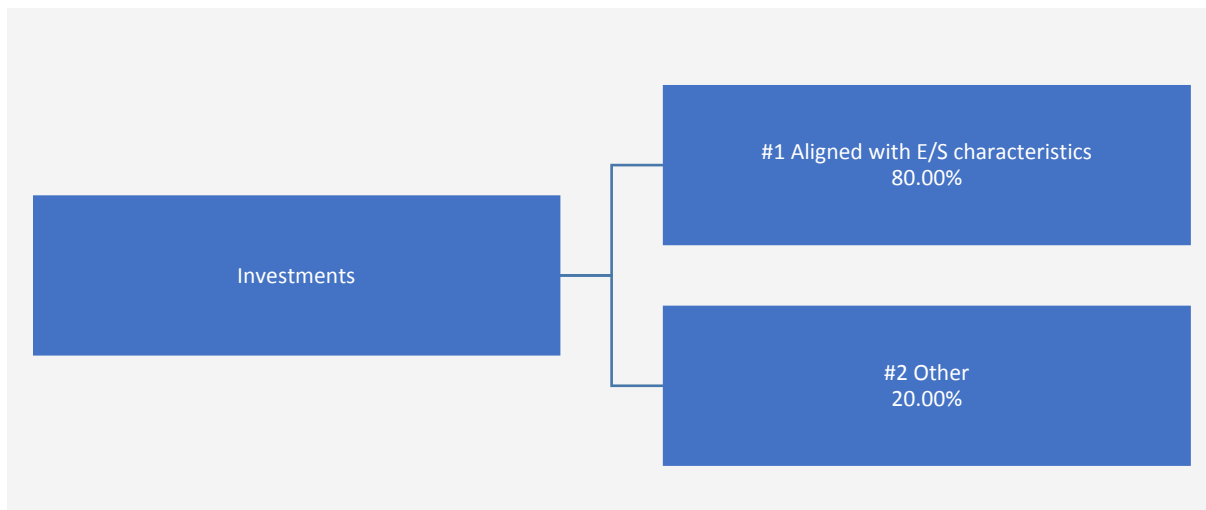 Investments
#1 Aligned with E/S characteristics
80.00%
#2 Other
20.00%